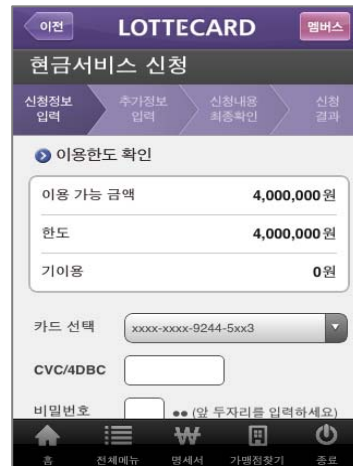 이전 LOTTECARD 멤버스
현금서비스 신청
신청정보 추가정보 신청내용 신청
입력 입력 최종확인 결과
이용한도 확인
이용 가능 금액 4,000,000원
한도 4,000,000원
기이용 0원
카드 선택 xxxx-xxxx-9244-5xx3
CVC/4DBC
비밀번호 ●● (앞 두자리를 입력하세요)
홈 전체메뉴 명세서 가맹점찾기 종료